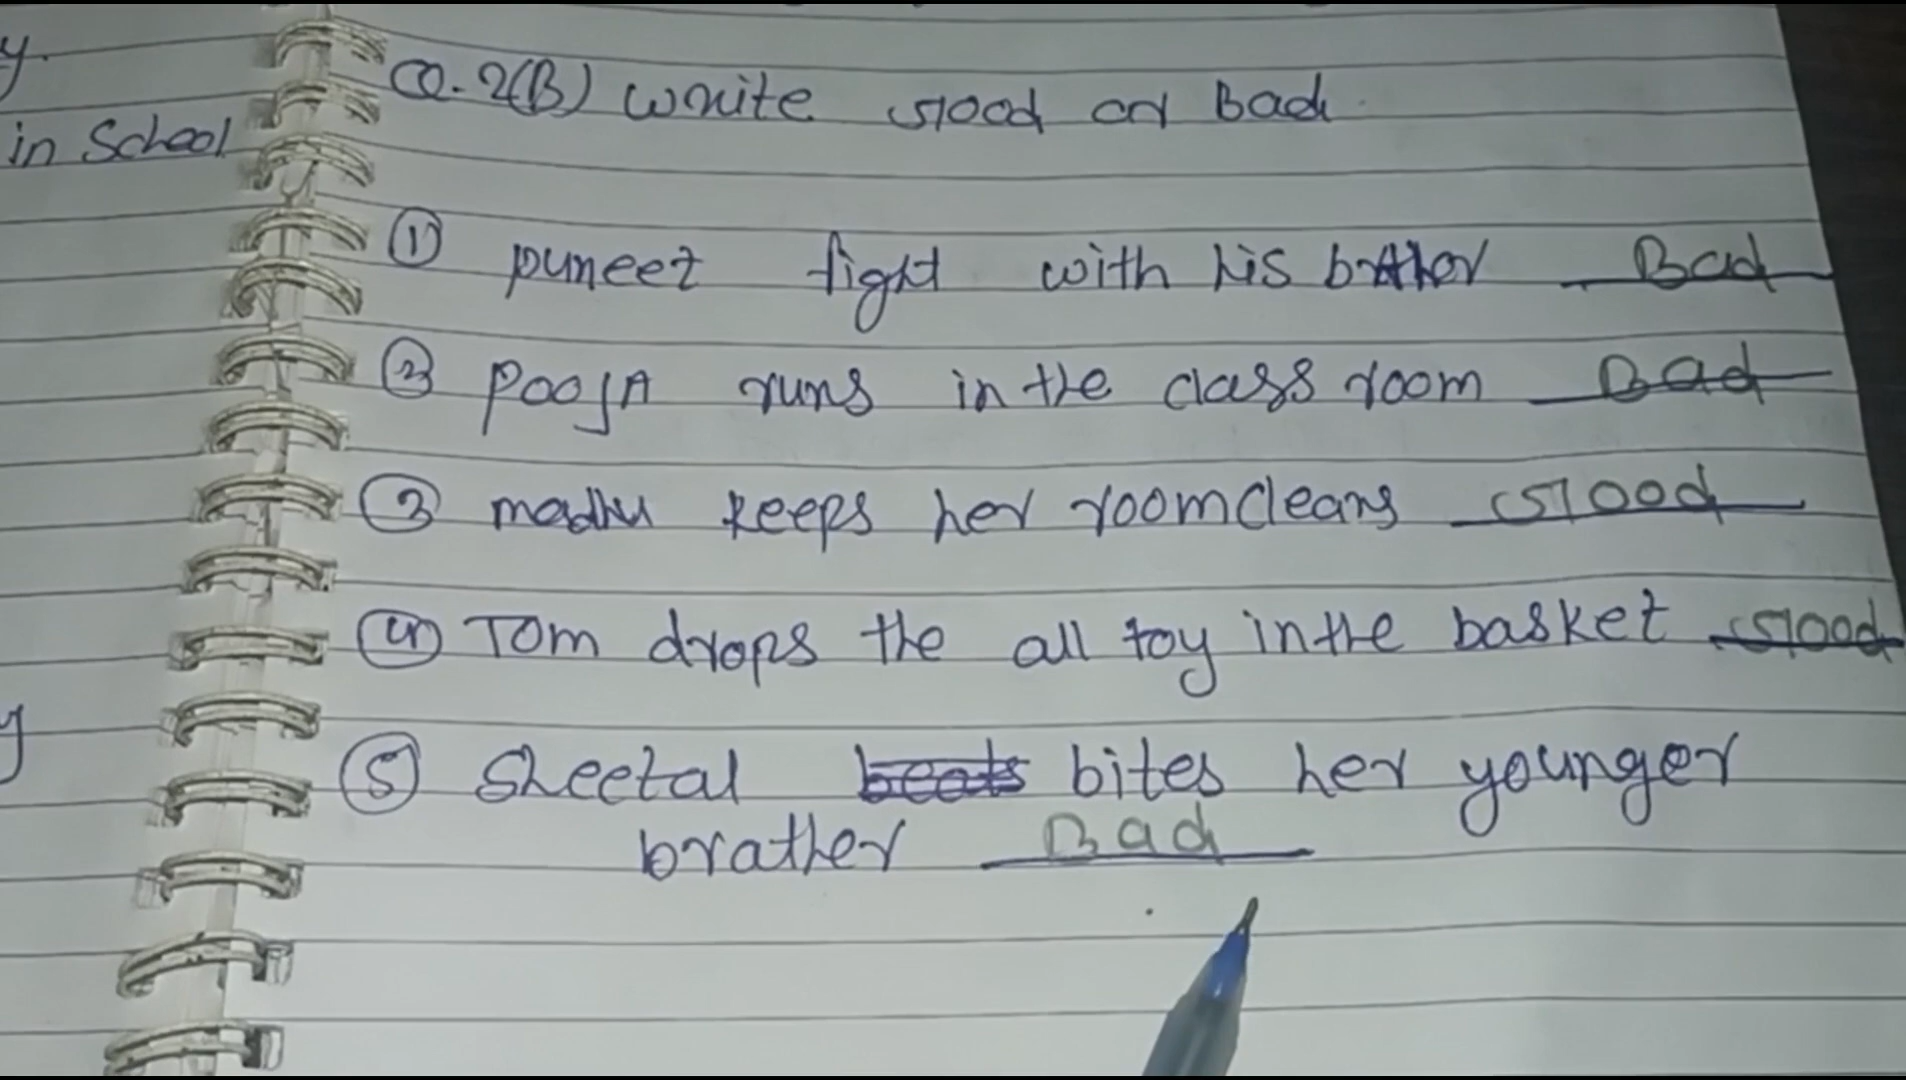 y.
in School
Q.2(B) write Good or Bad.
① puneet fight with his brther Bad
② PoojA runs in the class room Bad
③ madhu keeps her room cleans Good
④ Tom drops the all toy in the basket Good
y
⑤ Sheetal beats bites her younger
brather Bad